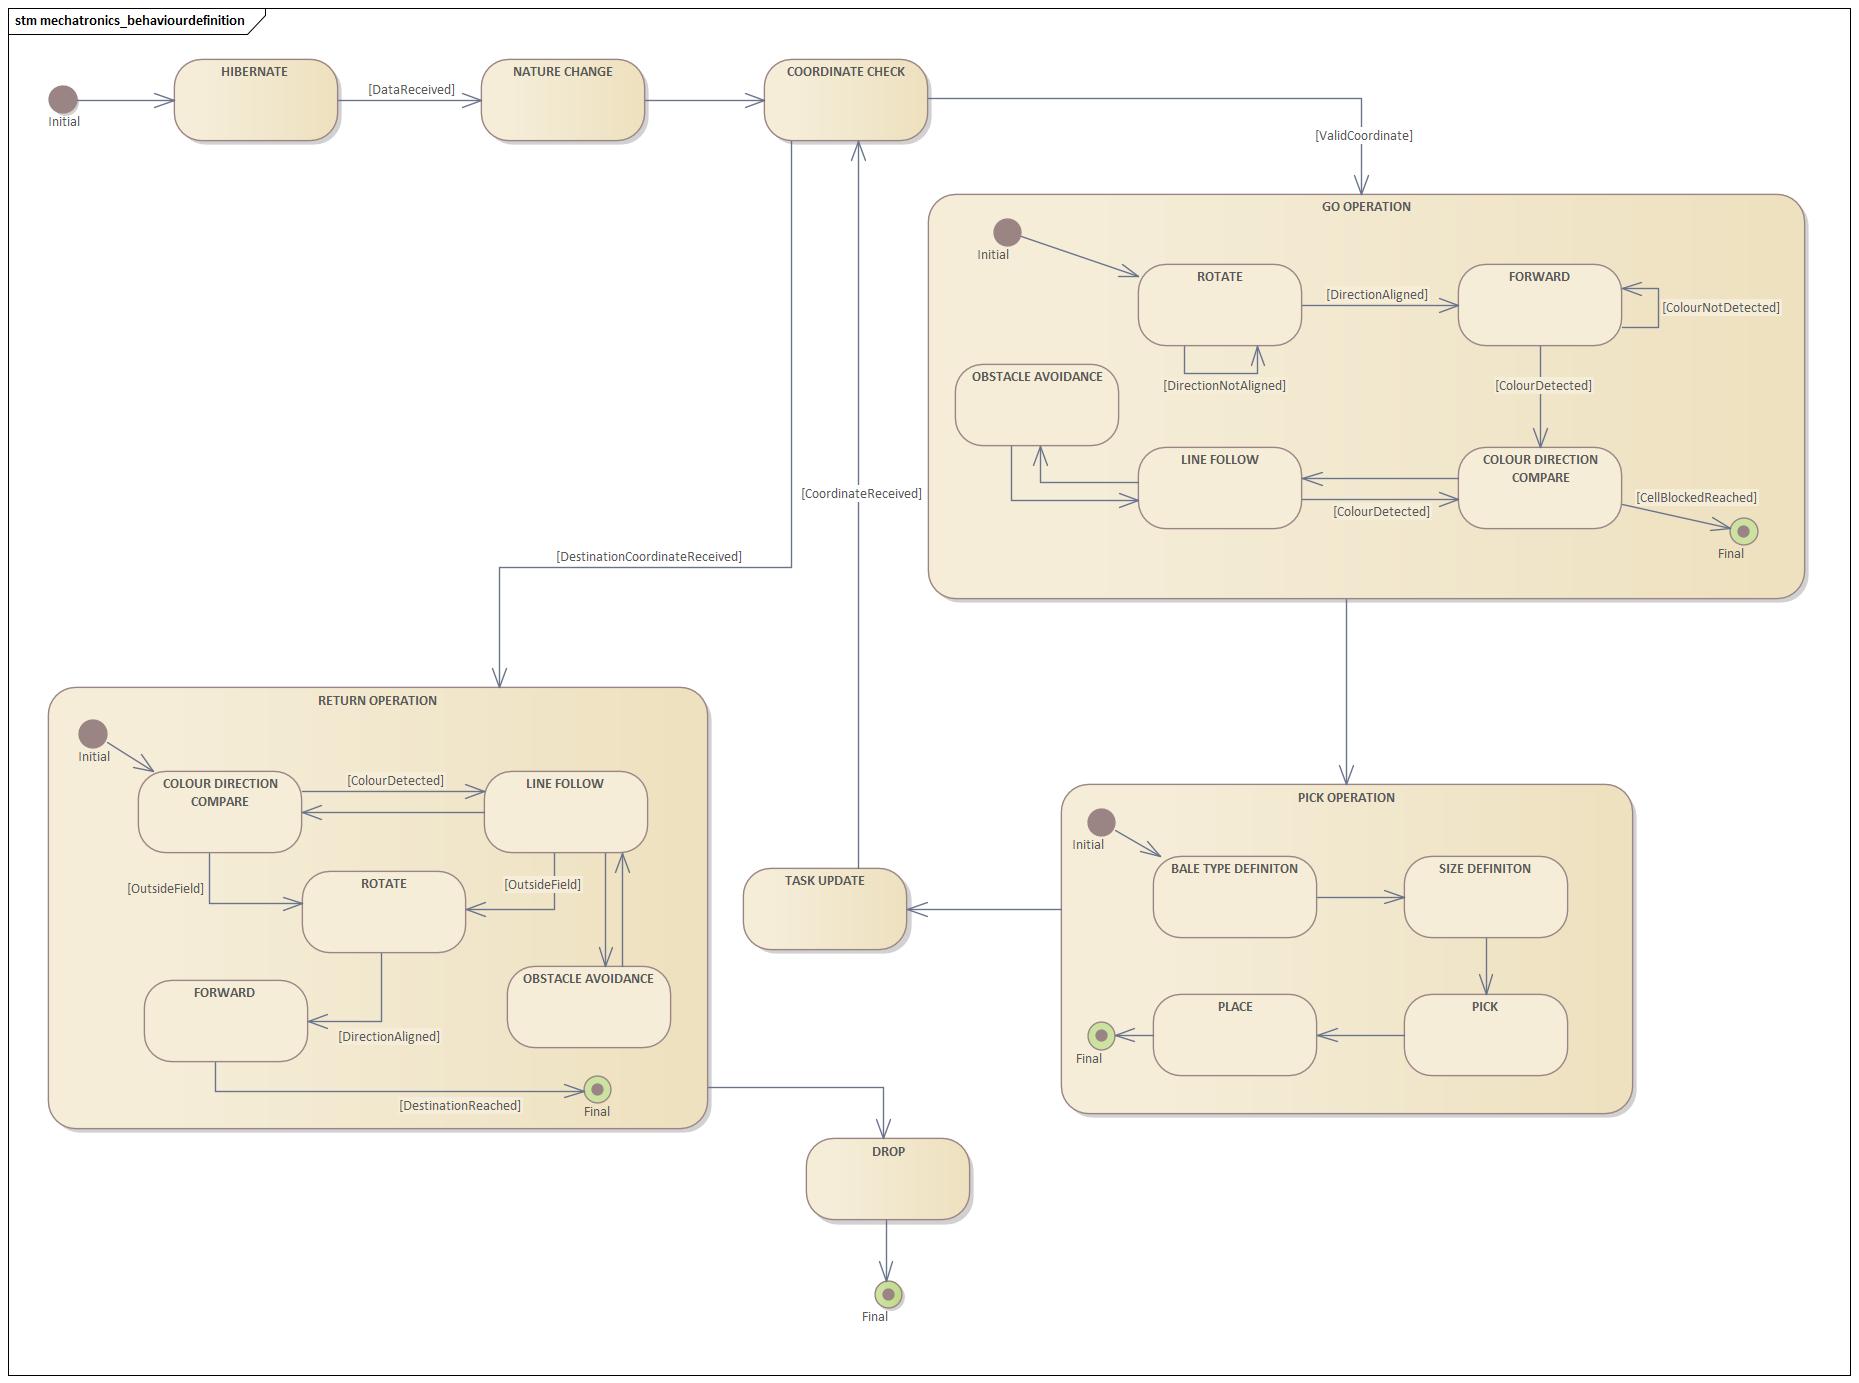 stm mechatronics_behaviourdefinition
Initial
HIBERNATE
[DataReceived]
NATURE CHANGE
COORDINATE CHECK
[ValidCoordinate]
GO OPERATION
Initial
ROTATE
[DirectionAligned]
FORWARD
[ColourNotDetected]
[DirectionNotAligned]
[ColourDetected]
OBSTACLE AVOIDANCE
LINE FOLLOW
COLOUR DIRECTION
COMPARE
[ColourDetected]
[CellBlockedReached]
Final
[CoordinateReceived]
[DestinationCoordinateReceived]
RETURN OPERATION
Initial
COLOUR DIRECTION
COMPARE
[ColourDetected]
LINE FOLLOW
[OutsideField]
ROTATE
[OutsideField]
FORWARD
[DirectionAligned]
OBSTACLE AVOIDANCE
[DestinationReached]
Final
TASK UPDATE
PICK OPERATION
Initial
BALE TYPE DEFINITON
SIZE DEFINITON
PLACE
PICK
Final
DROP
Final